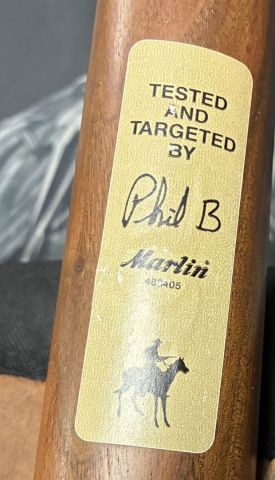 TESTED
AND
TARGETED
BY
Phil B
Marlin